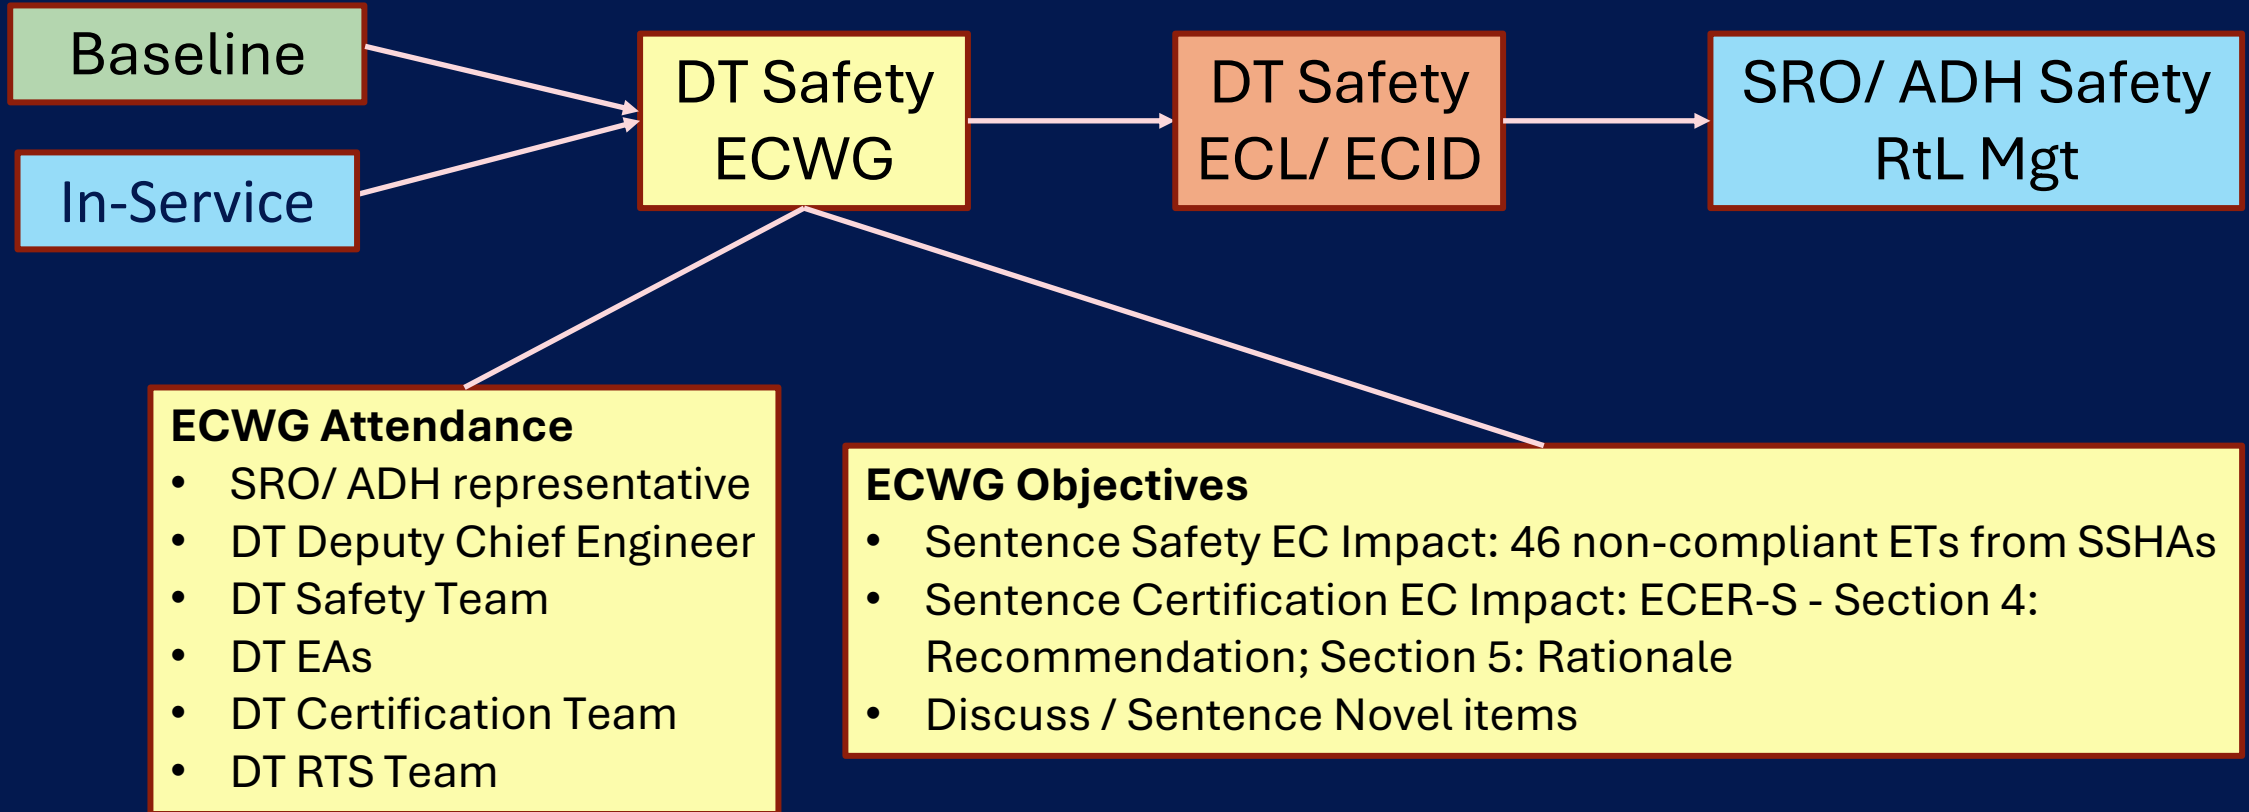 Baseline
In-Service
DT Safety
ECWG
DT Safety
ECL/ ECID
SRO/ ADH Safety
RtL Mgt
ECWG Attendance
• SRO/ ADH representative
• DT Deputy Chief Engineer
• DT Safety Team
• DT EAs
• DT Certification Team
• DT RTS Team
ECWG Objectives
• Sentence Safety EC Impact: 46 non-compliant ETs from SSHAs
• Sentence Certification EC Impact: ECER-S - Section 4:
Recommendation; Section 5: Rationale
• Discuss / Sentence Novel items